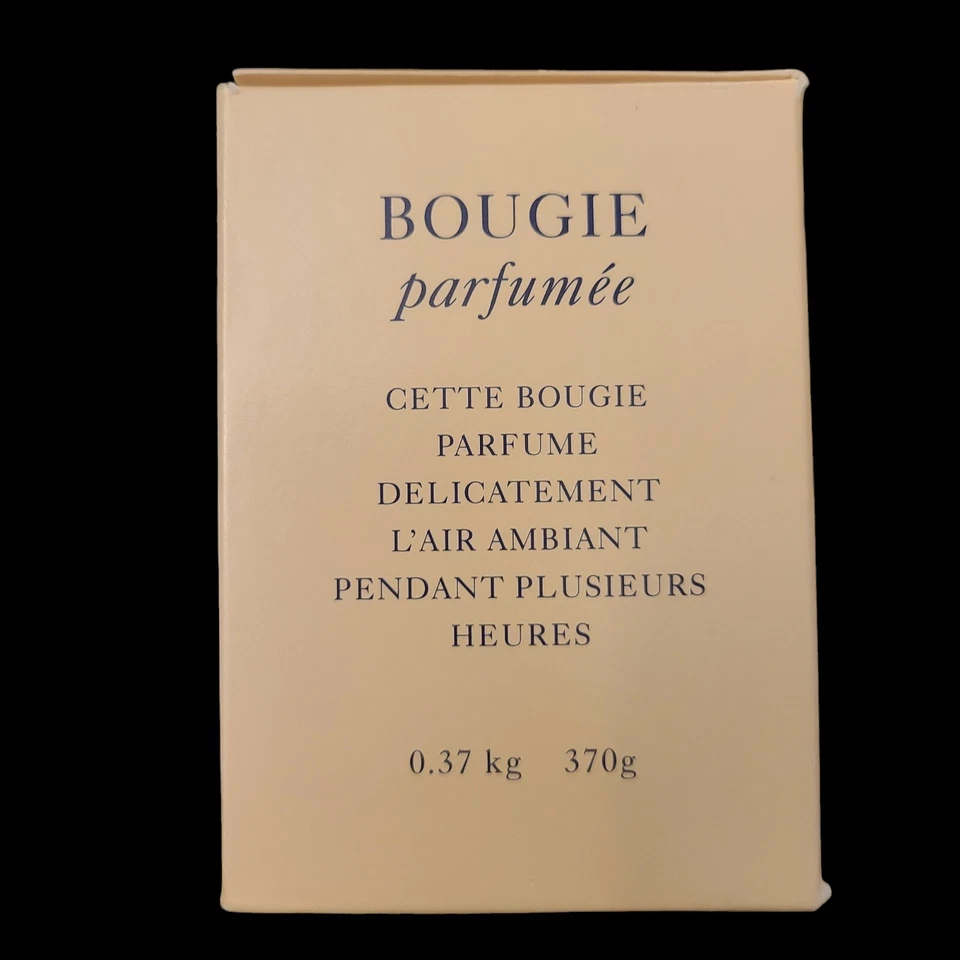 BOUGIE
parfumée
CETTE BOUGIE
PARFUME
DELICATEMENT
L’AIR AMBIANT
PENDANT PLUSIEURS
HEURES
0.37 kg 370g